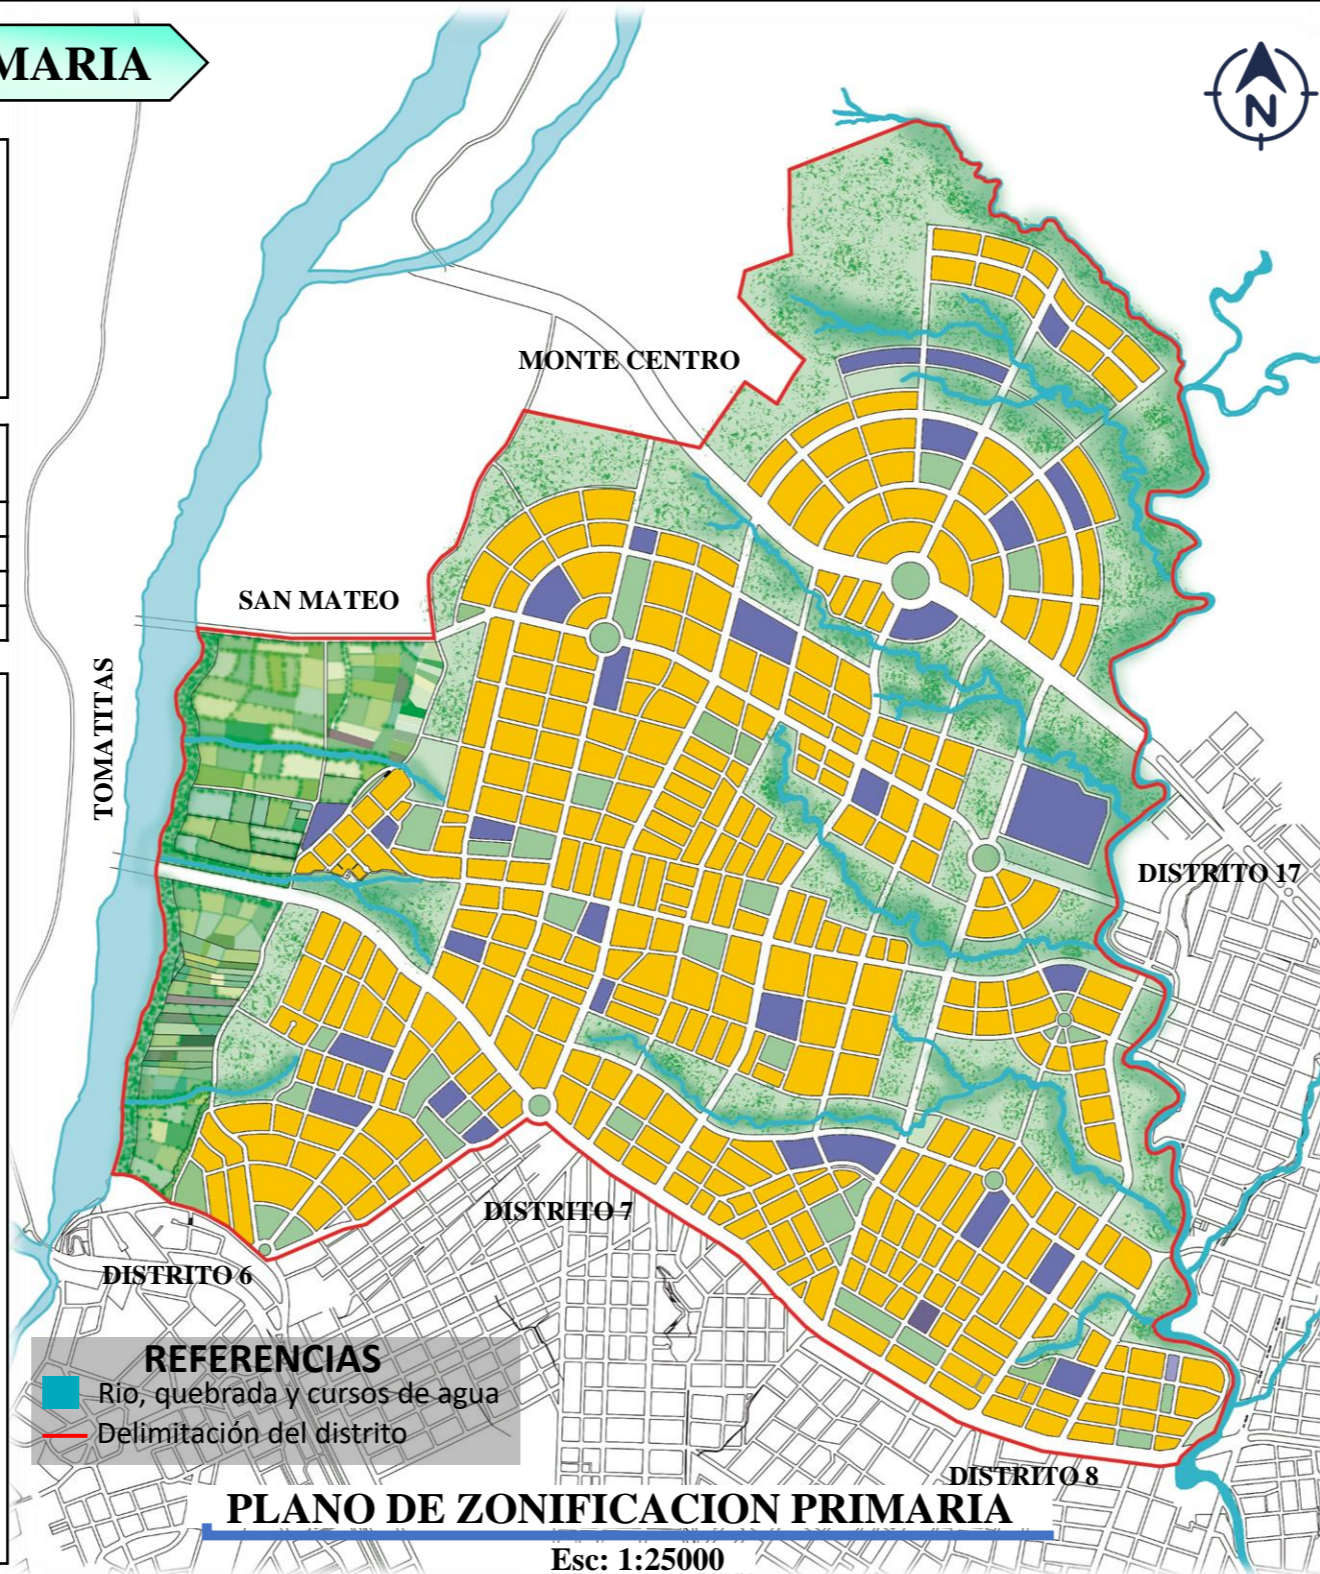 MARIA
N
MONTE CENTRO
SAN MATEO
TOMATITAS
DISTRITO 17
DISTRITO 7
DISTRITO 6
REFERENCIAS
Rio, quebrada y cursos de agua
Delimitación del distrito
DISTRITO 8
PLANO DE ZONIFICACION PRIMARIA
Esc: 1:25000